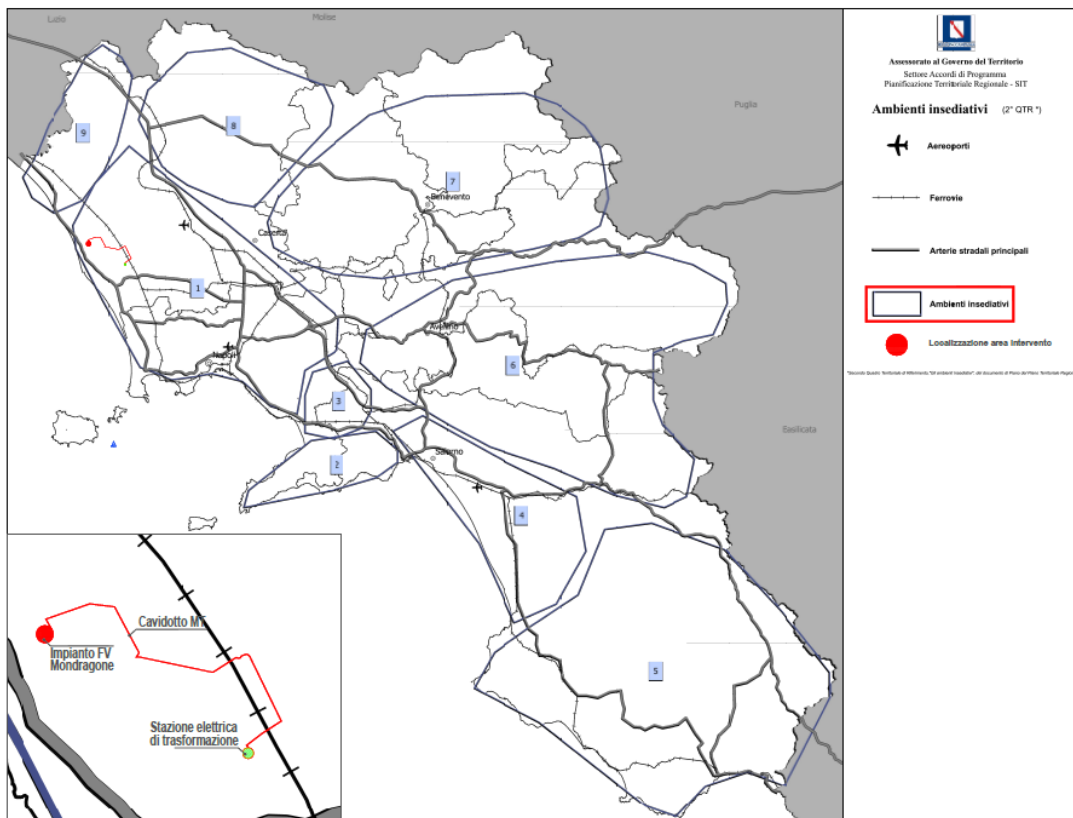 Lazio
Molise
Puglia
Basilicata
9
8
7
Benevento
Caserta
1
Avellino
Napoli
6
3
2
Salerno
4
5
Cavidotto MT
Impianto FV
Mondragone
Stazione elettrica
di trasformazione
Assessorato al Governo del Territorio
Settore Accordi di Programma
Pianificazione Territoriale Regionale - SIT
Ambienti insediativi (2° QTR *)
Aereoporti
Ferrovie
Arterie stradali principali
Ambienti insediativi
Localizzazione area intervento